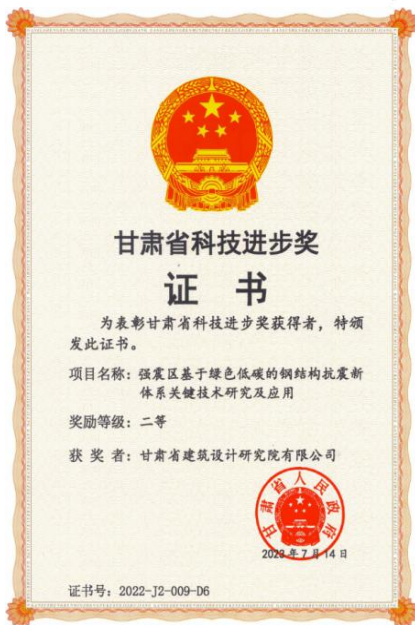 甘肃省科技进步奖
证 书
为表彰甘肃省科技进步奖获得者，特颁
发此证书。
项目名称：强震区基于绿色低碳的钢结构抗震新
体系关键技术研究及应用
奖励等级：二等
获 奖 者：甘肃省建筑设计研究院有限公司
甘肃省人民政府
2023年7月14日
证书号：2022-J2-009-D6